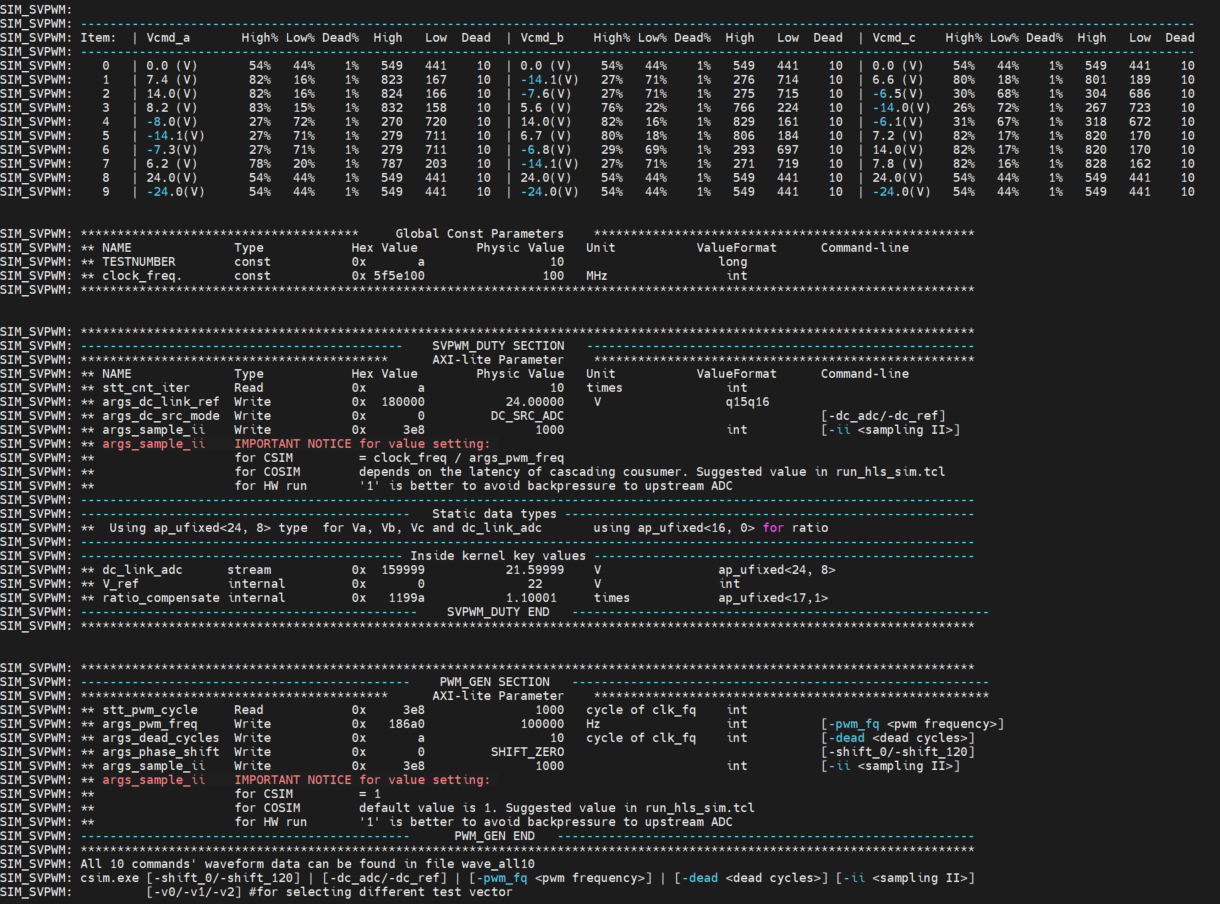 SIM_SVPWM:
SIM_SVPWM: --------------------------------------------------------------------------------------------------------------------------------------------------------
SIM_SVPWM: Item:  | Vcmd_a       High% Low% Dead%  High   Low  Dead  | Vcmd_b    High% Low% Dead%  High   Low  Dead  | Vcmd_c    High% Low% Dead%  High   Low  Dead
SIM_SVPWM: --------------------------------------------------------------------------------------------------------------------------------------------------------
SIM_SVPWM:    0   | 0.0 (V)       54%   44%    1%   549   441    10  | 0.0 (V)    54%   44%    1%   549   441    10  | 0.0 (V)    54%   44%    1%   549   441    10
SIM_SVPWM:    1   | 7.4 (V)       82%   16%    1%   823   167    10  | -14.1(V)   27%   71%    1%   276   714    10  | 6.6 (V)    80%   18%    1%   801   189    10
SIM_SVPWM:    2   | 14.0(V)       82%   16%    1%   824   166    10  | -7.6(V)    27%   71%    1%   275   715    10  | -6.5(V)    30%   68%    1%   304   686    10
SIM_SVPWM:    3   | 8.2 (V)       83%   15%    1%   832   158    10  | 5.6 (V)    76%   22%    1%   766   224    10  | -14.0(V)   26%   72%    1%   267   723    10
SIM_SVPWM:    4   | -8.0(V)       27%   72%    1%   270   720    10  | 14.0(V)    82%   16%    1%   829   161    10  | -6.1(V)    31%   67%    1%   318   672    10
SIM_SVPWM:    5   | -14.1(V)      27%   71%    1%   279   711    10  | 6.7 (V)    80%   18%    1%   806   184    10  | 7.2 (V)    82%   17%    1%   820   170    10
SIM_SVPWM:    6   | -7.3(V)       27%   71%    1%   279   711    10  | -6.8(V)    29%   69%    1%   293   697    10  | 14.0(V)    82%   17%    1%   820   170    10
SIM_SVPWM:    7   | 6.2 (V)       78%   20%    1%   787   203    10  | -14.1(V)   27%   71%    1%   271   719    10  | 7.8 (V)    82%   16%    1%   828   162    10
SIM_SVPWM:    8   | 24.0(V)       54%   44%    1%   549   441    10  | 24.0(V)    54%   44%    1%   549   441    10  | 24.0(V)    54%   44%    1%   549   441    10
SIM_SVPWM:    9   | -24.0(V)      54%   44%    1%   549   441    10  | -24.0(V)   54%   44%    1%   549   441    10  | -24.0(V)   54%   44%    1%   549   441    10
SIM_SVPWM: **************************************     Global Const Parameters    ****************************************************
SIM_SVPWM: ** NAME              Type            Hex Value        Physic Value   Unit           ValueFormat      Command-line
SIM_SVPWM: ** TESTNUMBER        const           0x       a                 10                     long
SIM_SVPWM: ** clock_freq.       const           0x 5f5e100                100   MHz                int
SIM_SVPWM: **************************************************************************************************************************
SIM_SVPWM: **************************************************************************************************************************
SIM_SVPWM: --------------------------------------------    SVPWM_DUTY SECTION   -----------------------------------------------------
SIM_SVPWM: ******************************************      AXI-lite Parameter    ****************************************************
SIM_SVPWM: ** NAME              Type            Hex Value        Physic Value   Unit           ValueFormat      Command-line
SIM_SVPWM: ** stt_cnt_iter      Read            0x       a                 10   times              int
SIM_SVPWM: ** args_dc_link_ref  Write           0x  180000           24.00000    V                 q15q16
SIM_SVPWM: ** args_dc_src_mode  Write           0x       0         DC_SRC_ADC                                   [-dc_adc/-dc_ref]
SIM_SVPWM: ** args_sample_ii    Write           0x     3e8               1000                      int          [-ii <sampling II>]
SIM_SVPWM: ** args_sample_ii    IMPORTANT NOTICE for value setting:
SIM_SVPWM: **                   for CSIM         = clock_freq / args_pwm_freq
SIM_SVPWM: **                   for COSIM        depends on the latency of cascading cousumer. Suggested value in run_hls_sim.tcl
SIM_SVPWM: **                   for HW run       '1' is better to avoid backpressure to upstream ADC
SIM_SVPWM: ---------------------------------------------   Static data types --------------------------------------------------------
SIM_SVPWM: **  Using ap_ufixed<24, 8> type  for Va, Vb, Vc and dc_link_adc       using ap_ufixed<16, 0> for ratio
SIM_SVPWM: --------------------------------------------------------------------------------------------------------------------------
SIM_SVPWM: -------------------------------------------- Inside kernel key values ----------------------------------------------------
SIM_SVPWM: ** dc_link_adc      stream           0x  159999           21.59999    V                ap_ufixed<24, 8>
SIM_SVPWM: ** V_ref            internal         0x       0                 22    V                int
SIM_SVPWM: ** ratio_compensate internal         0x   1199a            1.10001   times             ap_ufixed<17,1>
SIM_SVPWM: ----------------------------------------------    SVPWM_DUTY END   ---------------------------------------------------------
SIM_SVPWM: **************************************************************************************************************************
SIM_SVPWM: **************************************************************************************************************************
SIM_SVPWM: ---------------------------------------------    PWM_GEN SECTION   ---------------------------------------------------------
SIM_SVPWM: ******************************************      AXI-lite Parameter    ******************************************************
SIM_SVPWM: ** stt_pwm_cycle     Read            0x     3e8               1000   cycle of clk_fq    int
SIM_SVPWM: ** args_pwm_freq     Write           0x   186a0             100000   Hz                 int          [-pwm_fq <pwm frequency>]
SIM_SVPWM: ** args_dead_cycles  Write           0x       a                 10   cycle of clk_fq    int          [-dead <dead cycles>]
SIM_SVPWM: ** args_phase_shift  Write           0x       0         SHIFT_ZERO                                   [-shift_0/-shift_120]
SIM_SVPWM: ** args_sample_ii    Write           0x     3e8               1000                      int          [-ii <sampling II>]
SIM_SVPWM: ** args_sample_ii    IMPORTANT NOTICE for value setting:
SIM_SVPWM: **                   for CSIM         = 1
SIM_SVPWM: **                   for COSIM        default value is 1. Suggested value in run_hls_sim.tcl
SIM_SVPWM: **                   for HW run       '1' is better to avoid backpressure to upstream ADC
SIM_SVPWM: ---------------------------------------------      PWM_GEN END   ---------------------------------------------------------
SIM_SVPWM: **************************************************************************************************************************
SIM_SVPWM: All 10 commands' waveform data can be found in file wave_all10
SIM_SVPWM: csim.exe [-shift_0/-shift_120] | [-dc_adc/-dc_ref] | [-pwm_fq <pwm frequency>] | [-dead <dead cycles>] [-ii <sampling II>]
SIM_SVPWM:          [-v0/-v1/-v2] #for selecting different test vector